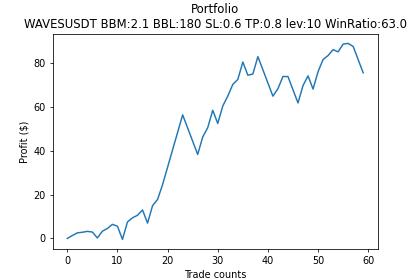 Portfolio
WAVESUSDT BBM:2.1 BBL:180 SL:0.6 TP:0.8 lev:10 WinRatio:63.0
Profit ($)
80
60
40
20
0
0 10 20 30 40 50 60
Trade counts